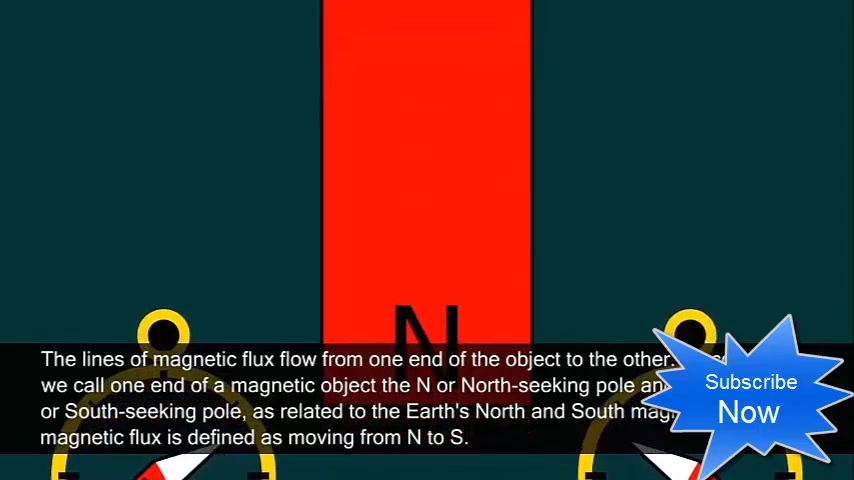 N
The lines of magnetic flux flow from one end of the object to the other.
we call one end of a magnetic object the N or North-seeking pole
or South-seeking pole, as related to the Earth's North and South
magnetic flux is defined as moving from N to S.
Subscribe
Now